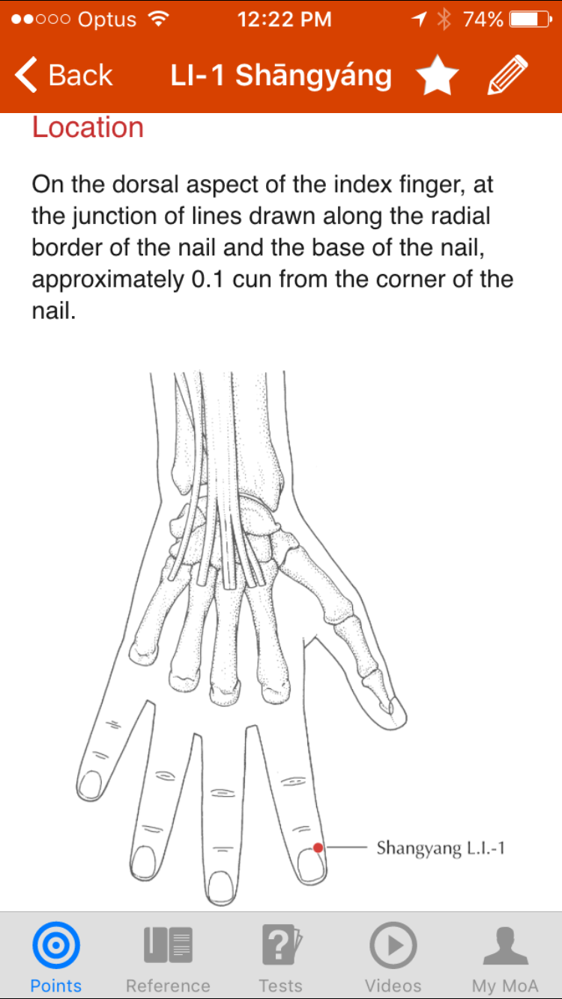 Optus 12:22 PM 74%
Back LI-1 Shāngyáng
Location
On the dorsal aspect of the index finger, at
the junction of lines drawn along the radial
border of the nail and the base of the nail,
approximately 0.1 cun from the corner of the
nail.
Shangyang L.I.-1
Points Reference Tests Videos My MoA